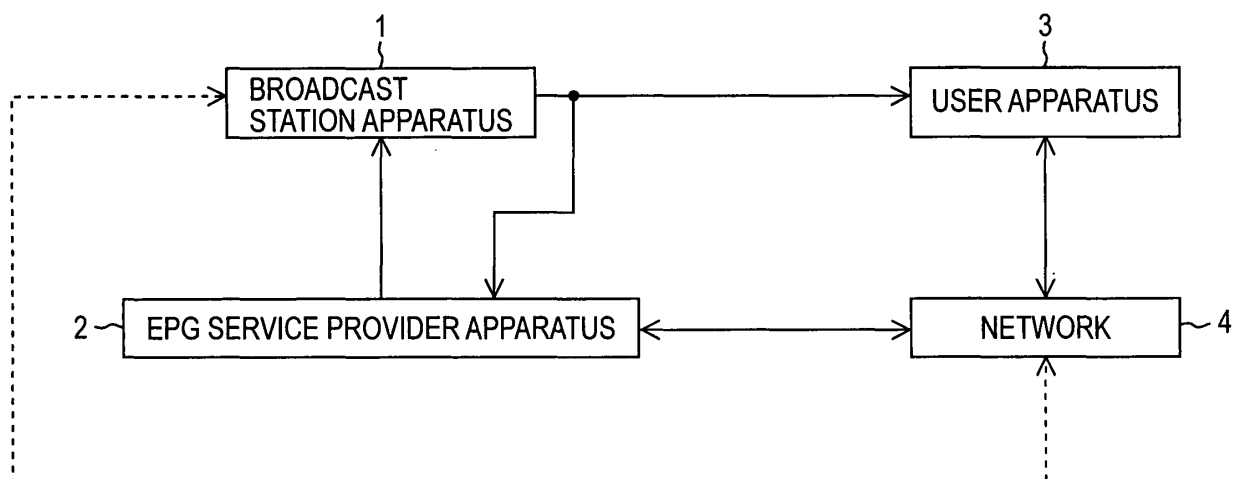 1
BROADCAST
STATION APPARATUS
3
USER APPARATUS
2
EPG SERVICE PROVIDER APPARATUS
NETWORK
4